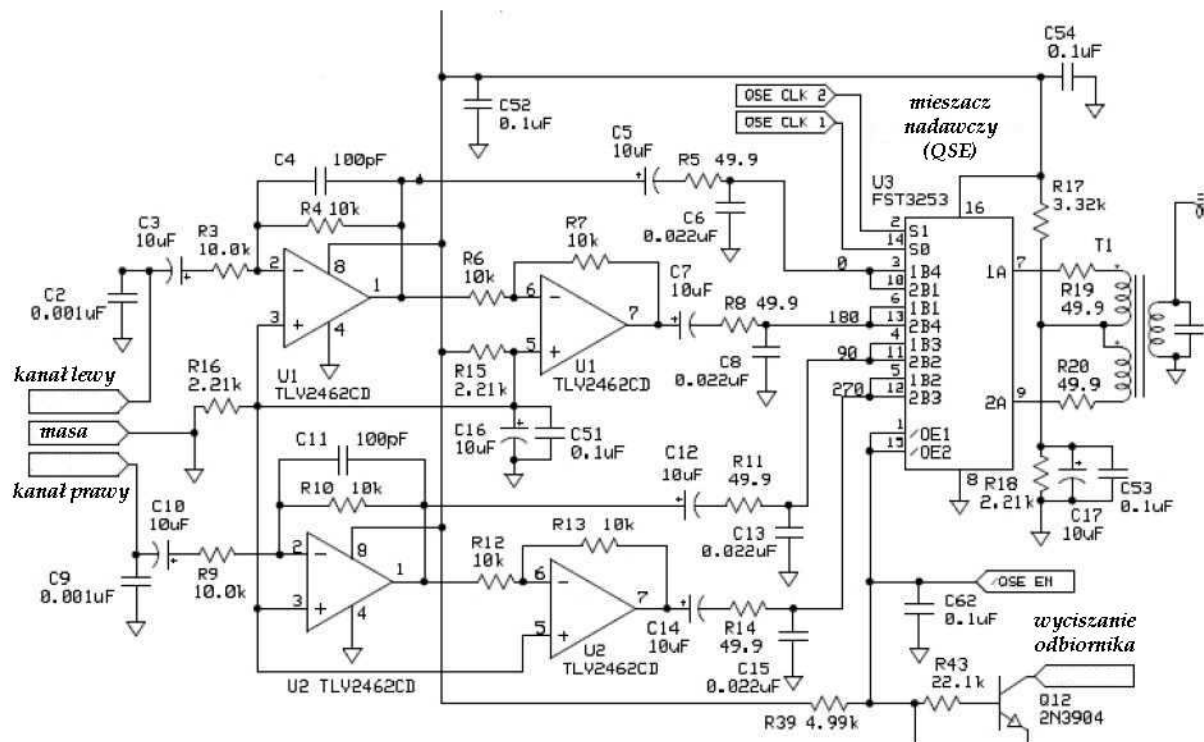 C54
0.1uF
C52
0.1uF
QSE CLK 2
QSE CLK 1
mieszacz
nadawczy
(QSE)
C4
100pF
C5
10uF
R5 49.9
U3
FST3253
R17
3.32k
C3
10uF
R3
10.0k
R4 10k
R7
10k
C6
0.022uF
16
2
S1
14
S0
T1
C2
0.001uF
2
8
1
3
4
R6
10k
6
7
5
C7
10uF
R8 49.9
0
3
1B4
10
2B1
6
1B1
180
13
2B4
4
1B3
90
11
2B2
5
1B2
270
12
2B3
1A
7
R19
49.9
R20
49.9
2A
9
kanał lewy
R16
2.21k
U1
TLV2462CD
R15
2.21k
U1
TLV2462CD
C8
0.022uF
masa
kanał prawy
C16
10uF
C51
0.1uF
1
/OE1
15
/OE2
8
C11
100pF
R10 10k
C12
10uF
R11
49.9
R18
2.21k
C17
10uF
C53
0.1uF
C10
10uF
R9
10.0k
C9
0.001uF
2
1
3
4
R12
10k
R13 10k
6
7
5
C13
0.022uF
/QSE EN
C62
0.1uF
C14
10uF
R14
49.9
C15
0.022uF
U2 TLV2462CD
U2
TLV2462CD
wyciszanie
odbiornika
R43
22.1k
Q12
2N3904
R39 4.99k